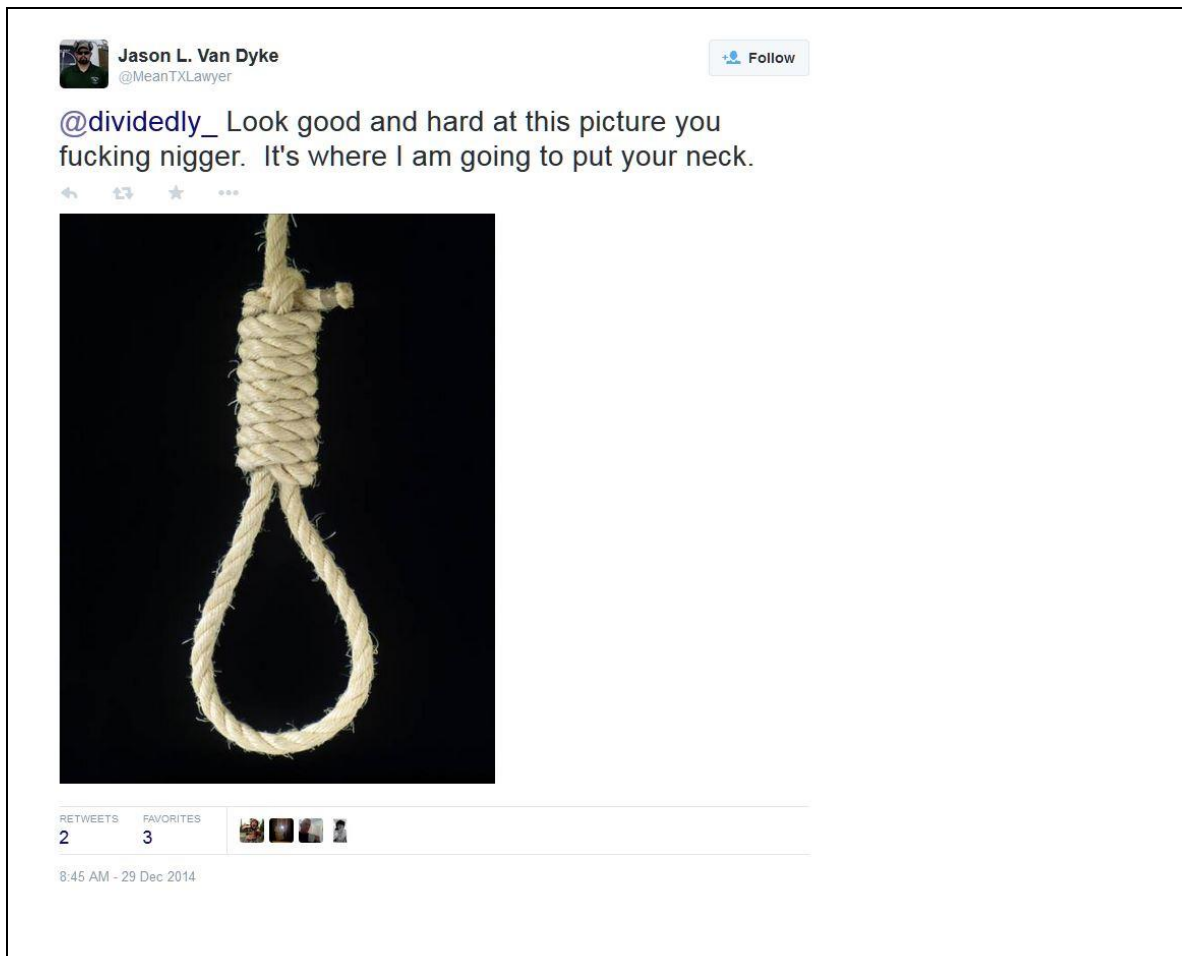 Jason L. Van Dyke
@MeanTXLawyer
Follow
@dividedly_ Look good and hard at this picture you
fucking nigger. It's where I am going to put your neck.
RETWEETS FAVORITES
2 3
8:45 AM - 29 Dec 2014